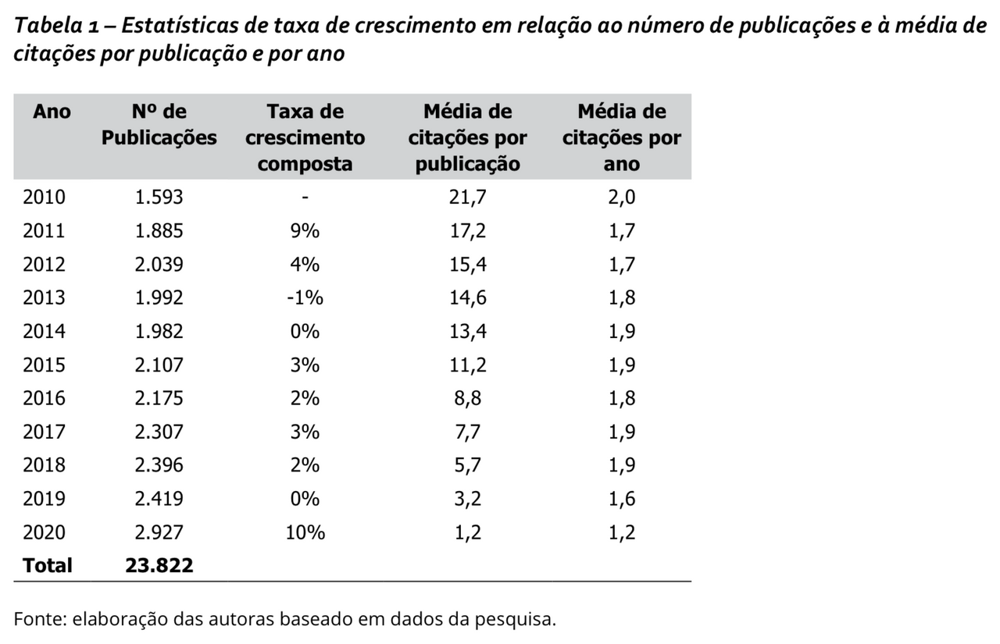 Tabela 1 – Estatísticas de taxa de crescimento em relação ao número de publicações e à média de
citações por publicação e por ano
Ano Nº de Publicações Taxa de crescimento composta Média de citações por publicação Média de citações por ano
2010 1.593 - 21,7 2,0
2011 1.885 9% 17,2 1,7
2012 2.039 4% 15,4 1,7
2013 1.992 -1% 14,6 1,8
2014 1.982 0% 13,4 1,9
2015 2.107 3% 11,2 1,9
2016 2.175 2% 8,8 1,8
2017 2.307 3% 7,7 1,9
2018 2.396 2% 5,7 1,9
2019 2.419 0% 3,2 1,6
2020 2.927 10% 1,2 1,2
Total 23.822
Fonte: elaboração das autoras baseado em dados da pesquisa.